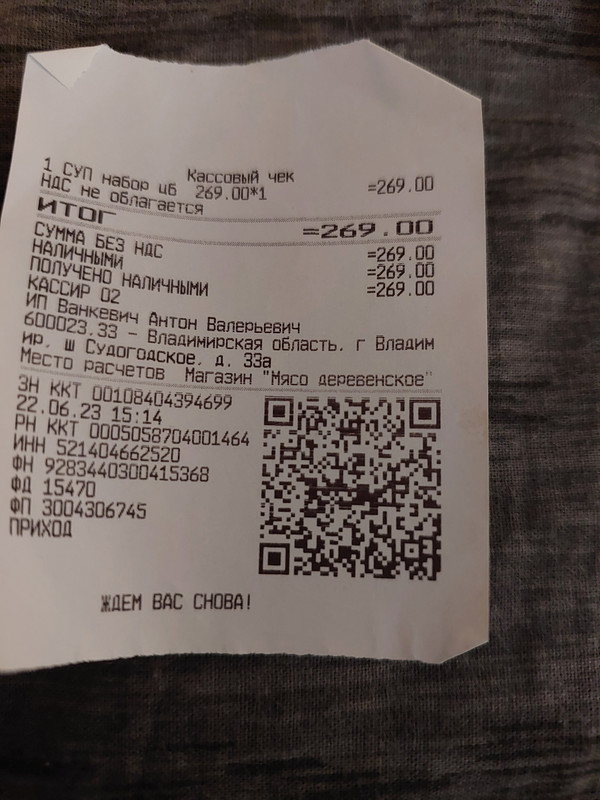 Кассовый чек
1 СУП набор цб 269.00*1 =269.00
НДС не облагается
ИТОГ =269.00
СУММА БЕЗ НДС =269.00
НАЛИЧНЫМИ =269.00
ПОЛУЧЕНО НАЛИЧНЫМИ =269.00
КАССИР 02
ИП Ванкевич Антон Валерьевич
600023,33 - Владимирская область, г Владим
ир, ш Судогодское, д. 33а
Место расчетов Магазин "Мясо деревенское"
ЗН ККТ 00108404394699
22.06.23 15:14
РН ККТ 0005058704001464
ИНН 521404662520
ФН 9283440300415368
ФД 15470
ФП 3004306745
ПРИХОД
ЖДЕМ ВАС СНОВА!